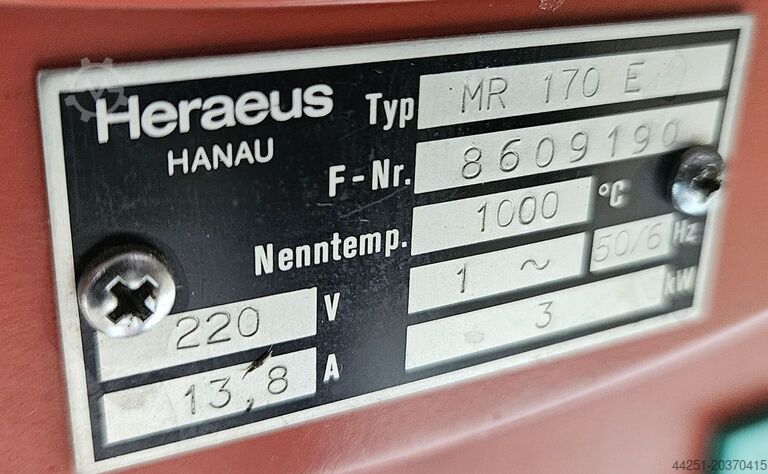 Heraeus
HANAU
Typ MR 170 E
F-Nr. 8609190
Nenntemp. 1000 °C
1 ~ 50/6 Hz
220 V 3 kW
13,8 A
44251-20370415